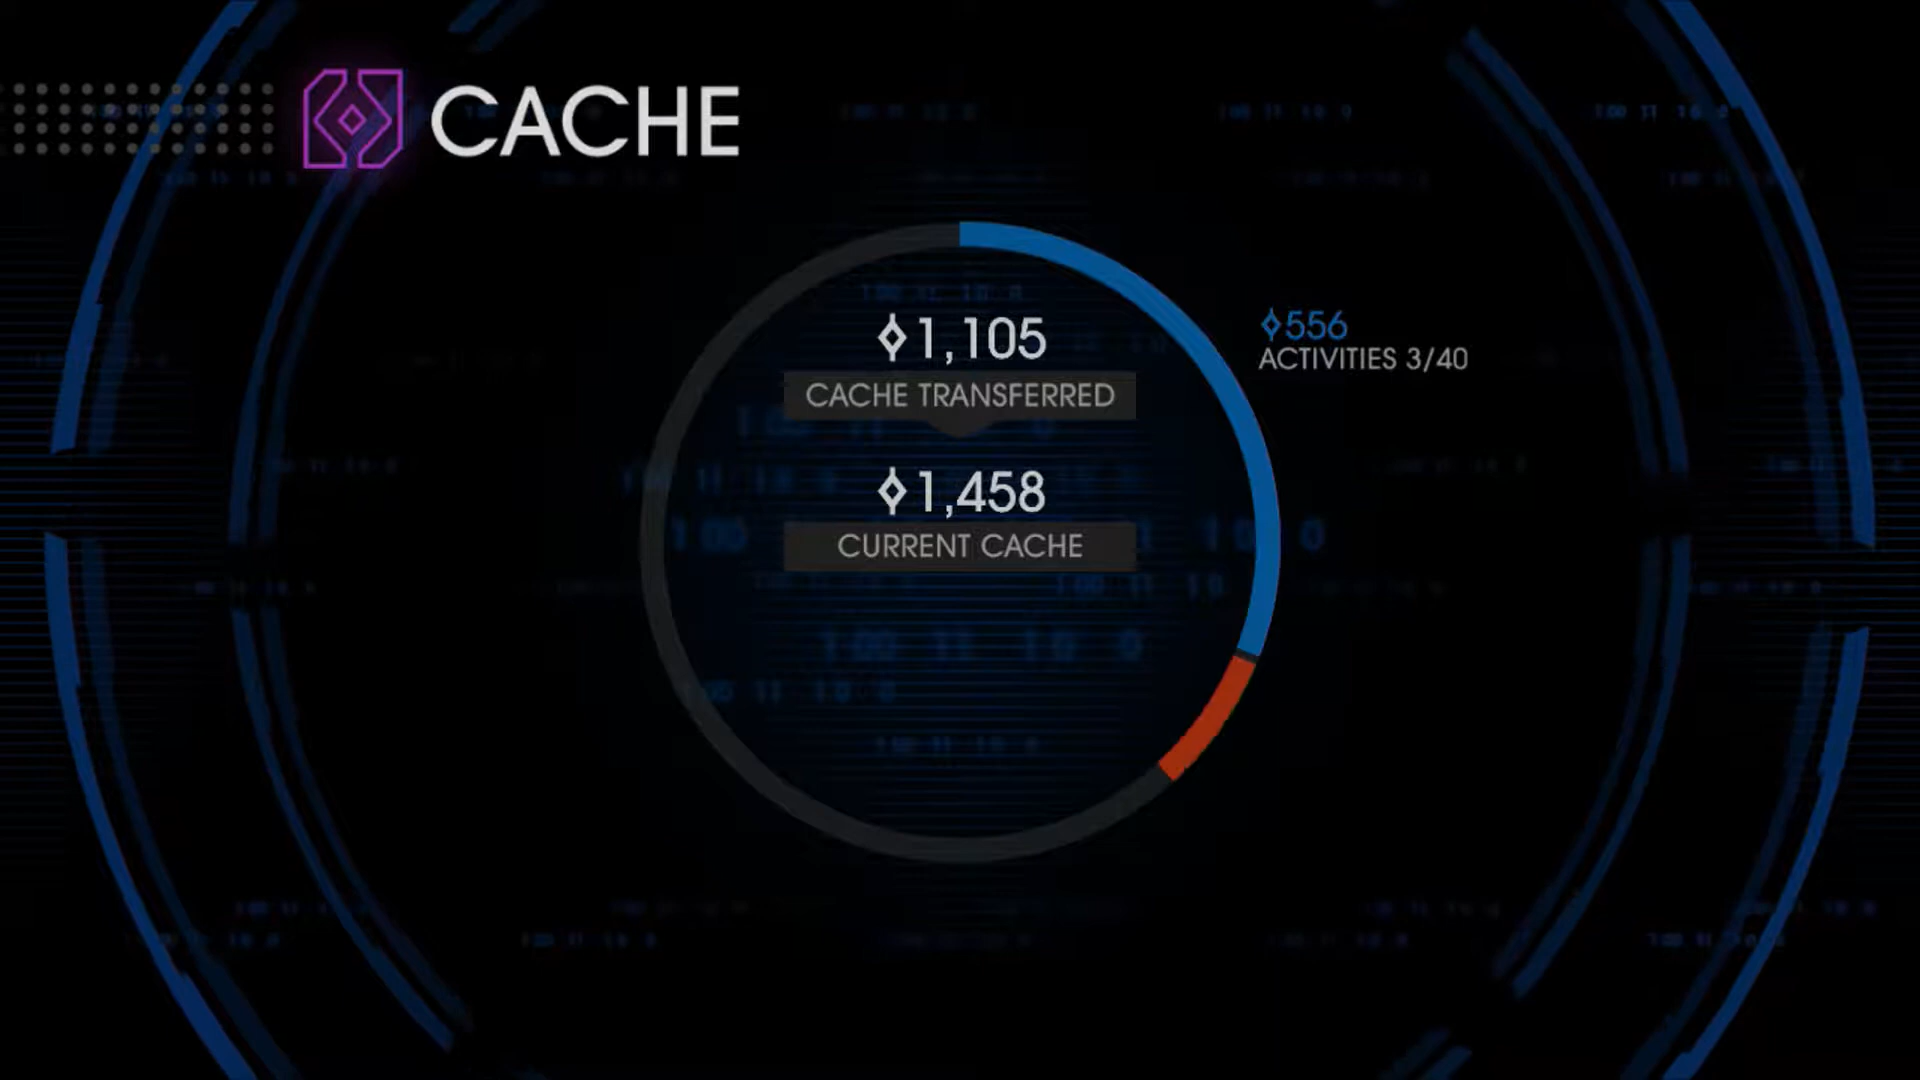 CACHE
1,105
CACHE TRANSFERRED
556
ACTIVITIES 3/40
1,458
CURRENT CACHE